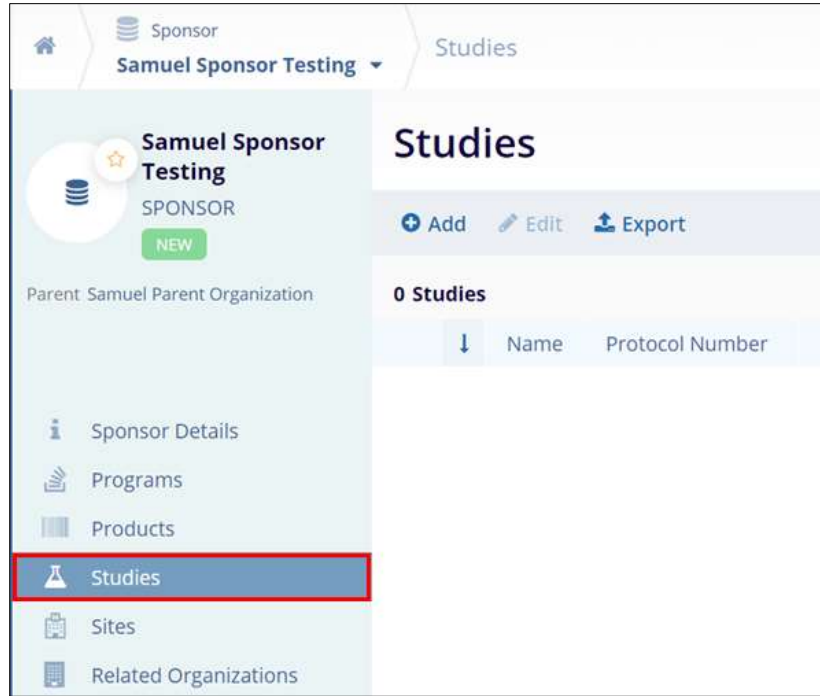 Sponsor
Samuel Sponsor Testing
Studies
Samuel Sponsor
Testing
SPONSOR
NEW
Parent Samuel Parent Organization
Sponsor Details
Programs
Products
Studies
Sites
Related Organizations
Studies
Add Edit Export
0 Studies
Name Protocol Number